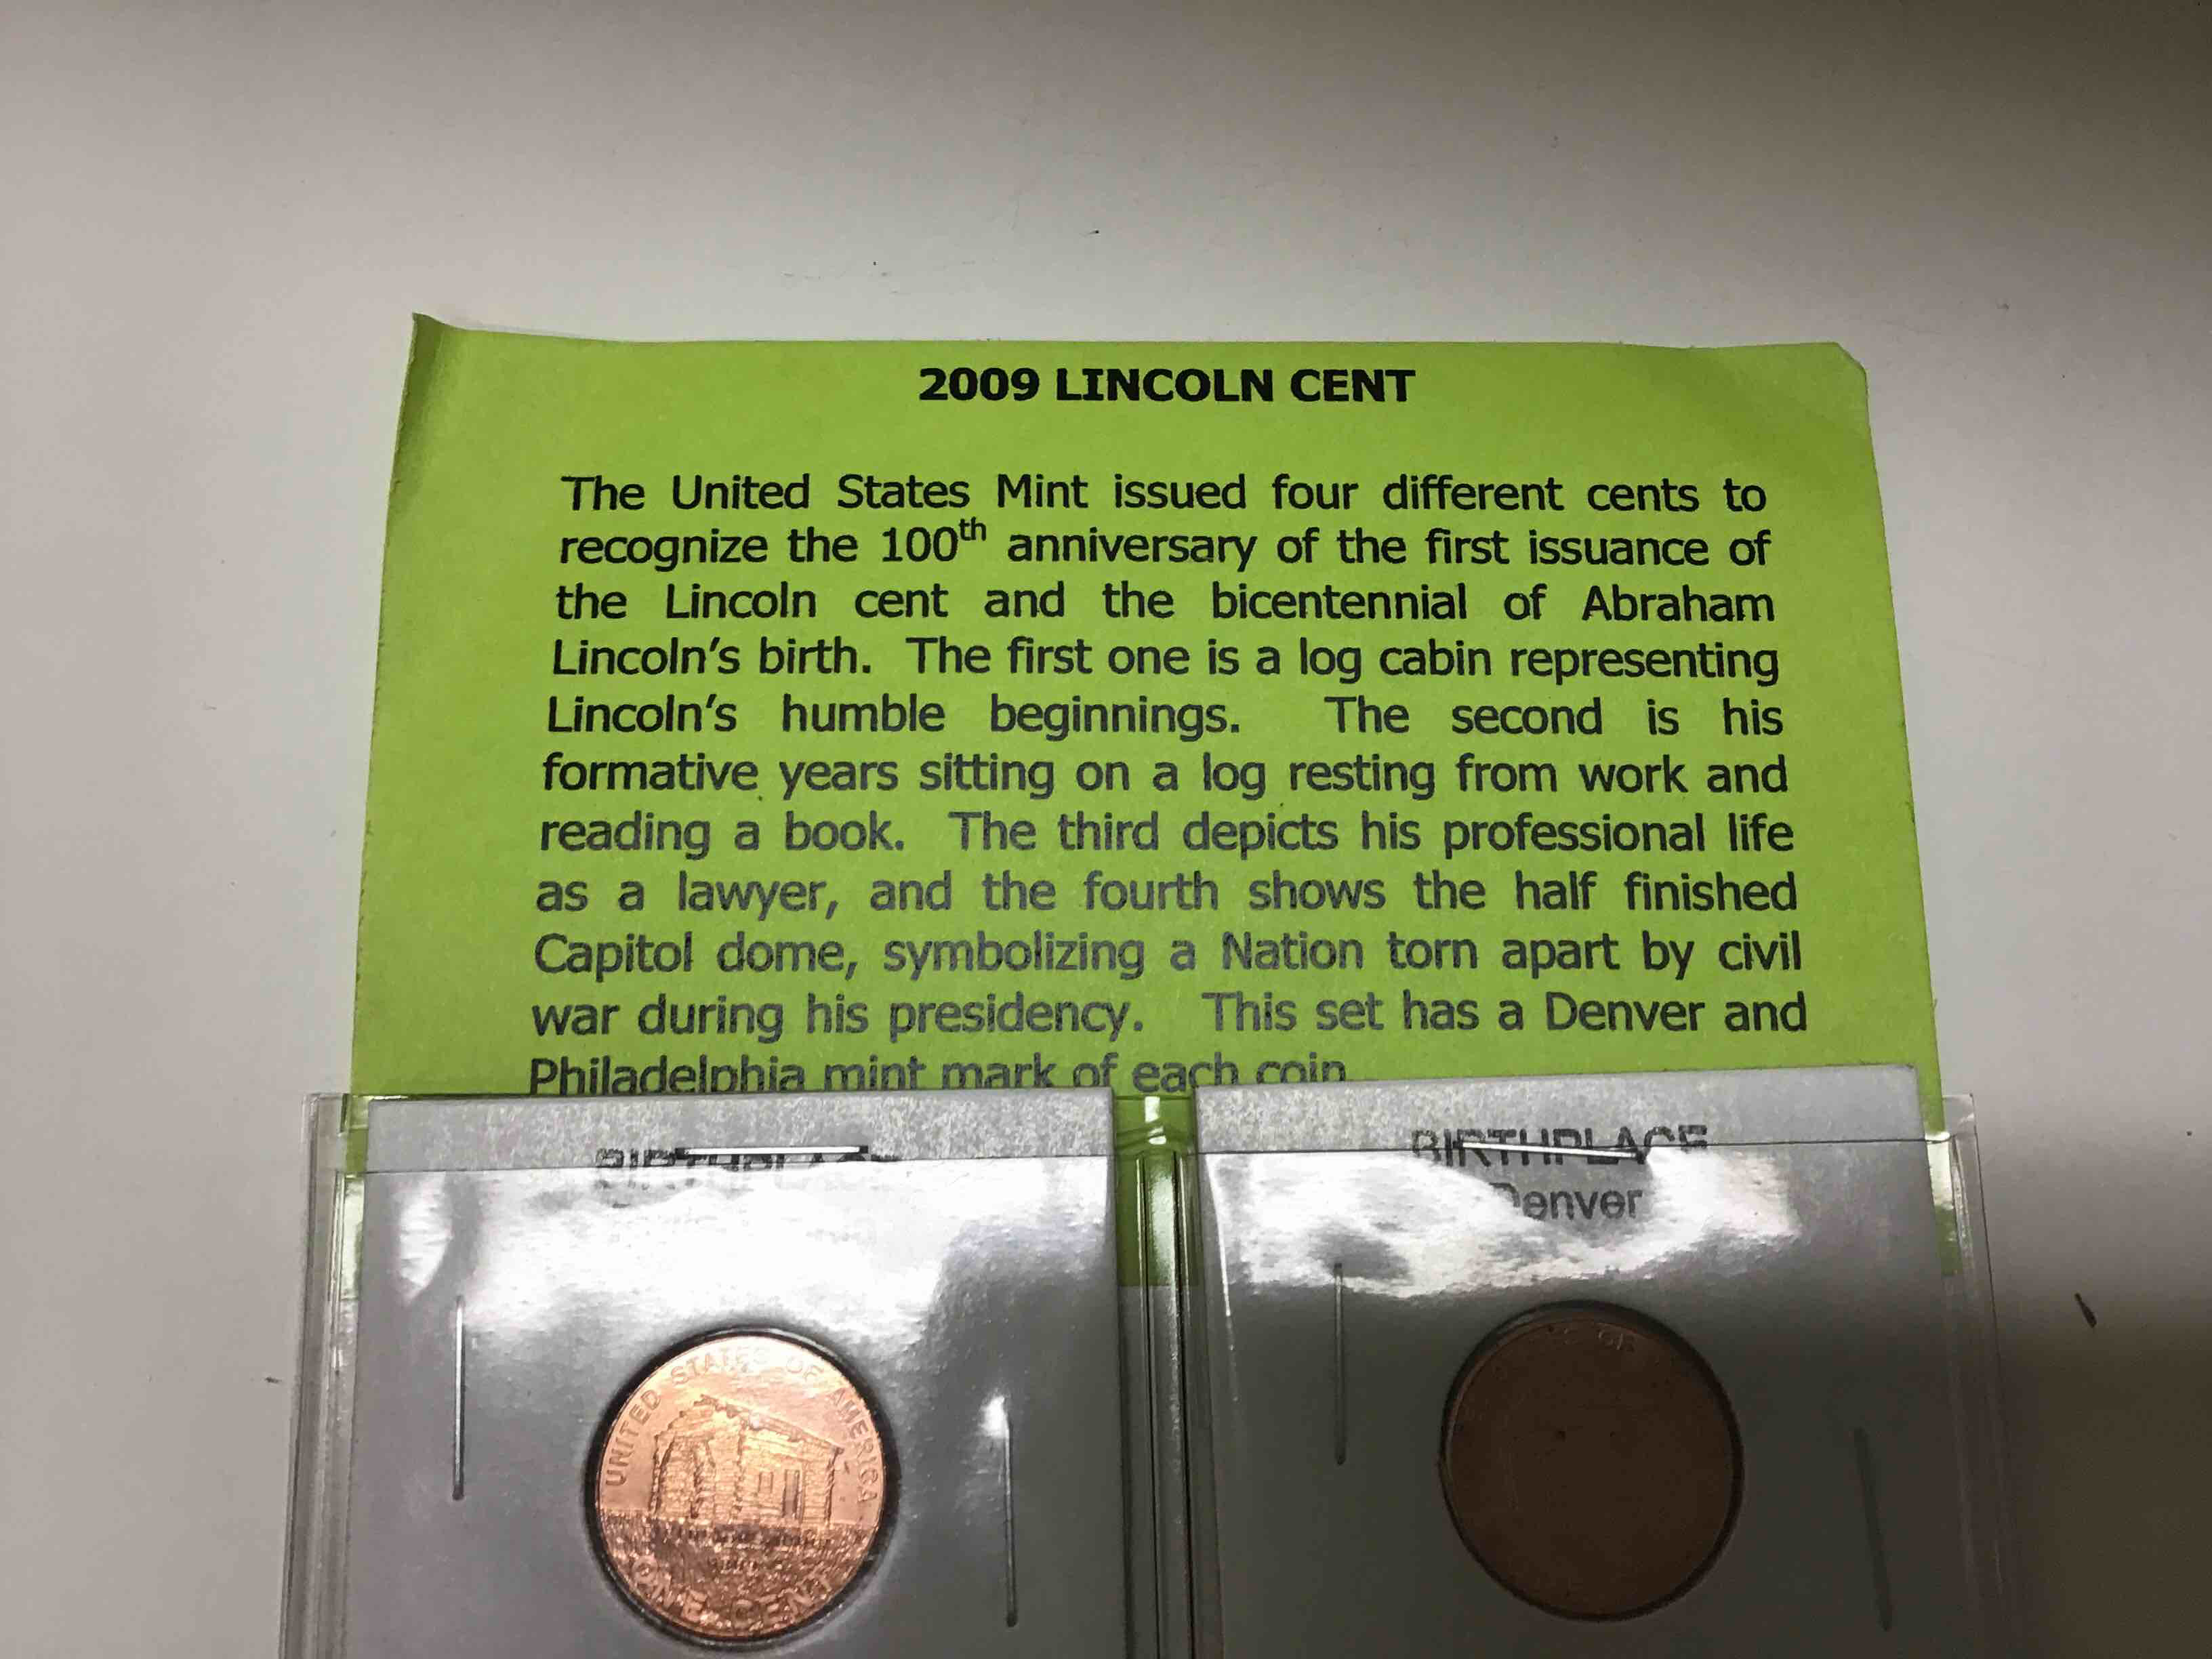 2009 LINCOLN CENT
The United States Mint issued four different cents to
recognize the 100th anniversary of the first issuance of
the Lincoln cent and the bicentennial of Abraham
Lincoln's birth. The first one is a log cabin representing
Lincoln's humble beginnings. The second is his
formative years sitting on a log resting from work and
reading a book. The third depicts his professional life
as a lawyer, and the fourth shows the half finished
Capitol dome, symbolizing a Nation torn apart by civil
war during his presidency. This set has a Denver and
Philadelphia mint mark of each coin
BIRTHPLACE
BIRTHPLACE
Denver
UNITED STATES OF AMERICA
ONE CENT
OF